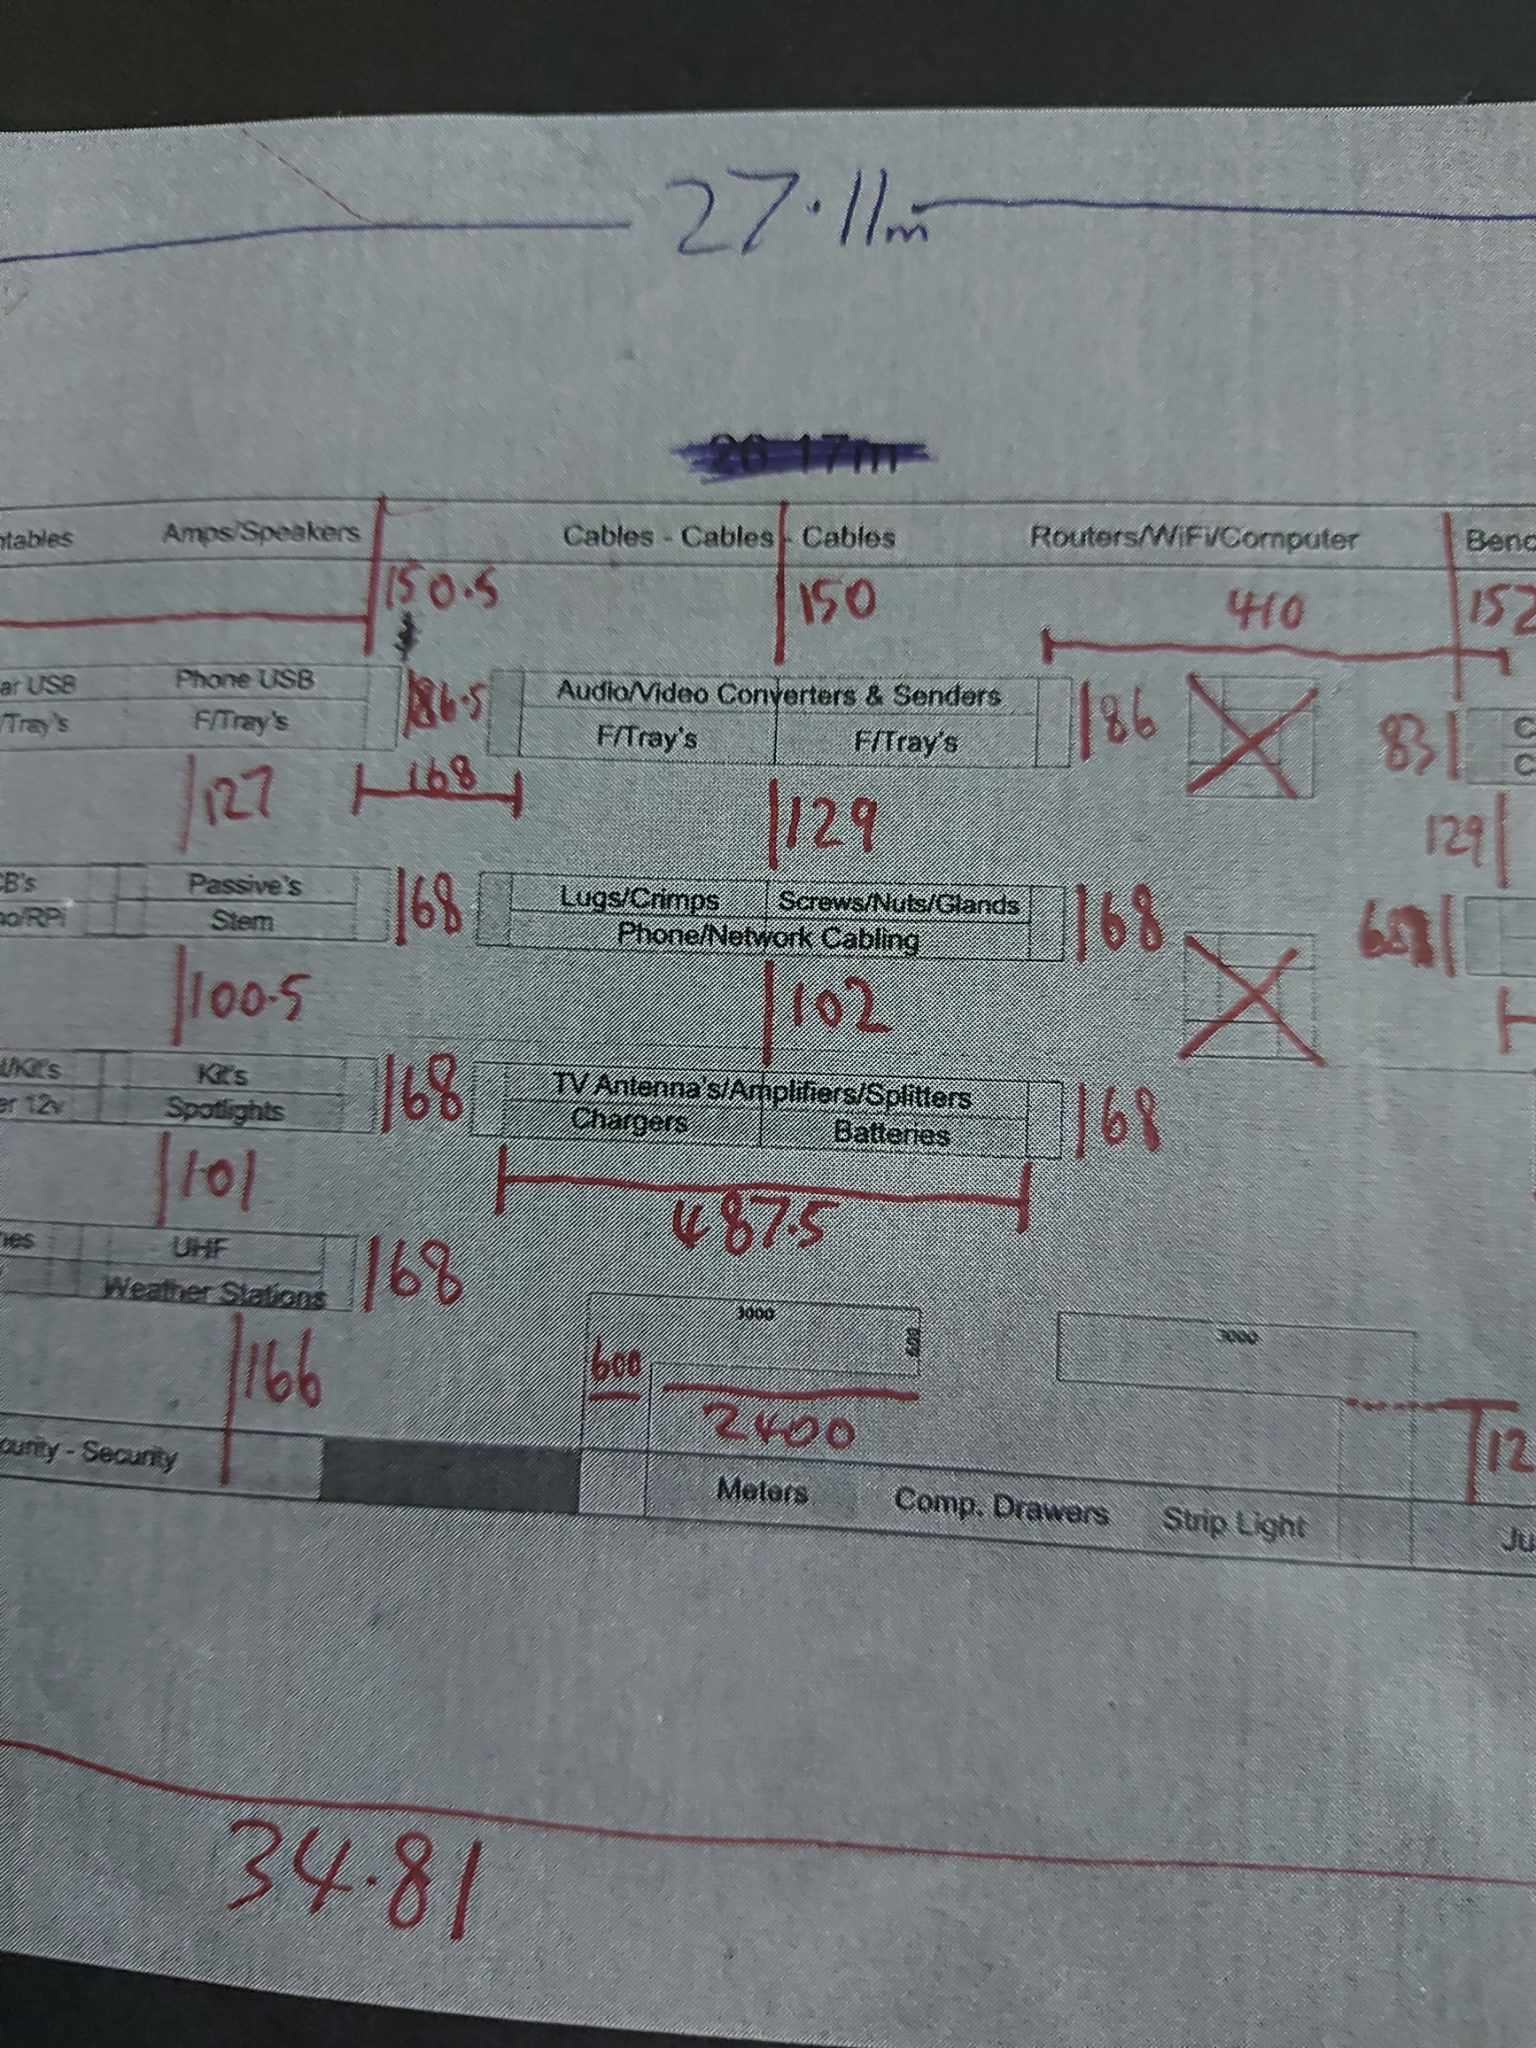 27.11m
26.17m
ntables Amps/Speakers Cables - Cables - Cables Routers/WiFi/Computer Benc
150.5 150 410 152
ar USB Phone USB 86.5 Audio/Video Converters & Senders 186
/Tray's F/Tray's F/Tray's F/Tray's 83 C
C
127 168 129 129
B's Passive's 168 Lugs/Crimps Screws/Nuts/Glands 168
no/RPi Stem Phone/Network Cabling
100.5 102
t/Kit's Kit's 168 TV Antenna's/Amplifiers/Splitters 168
er 12v Spotlights Chargers Batteries
101 487.5
nes UHF 168
Weather Stations
3000 3000
600
600
166 2400 12
curity - Security
Meters Comp. Drawers Strip Light Ju
34.81